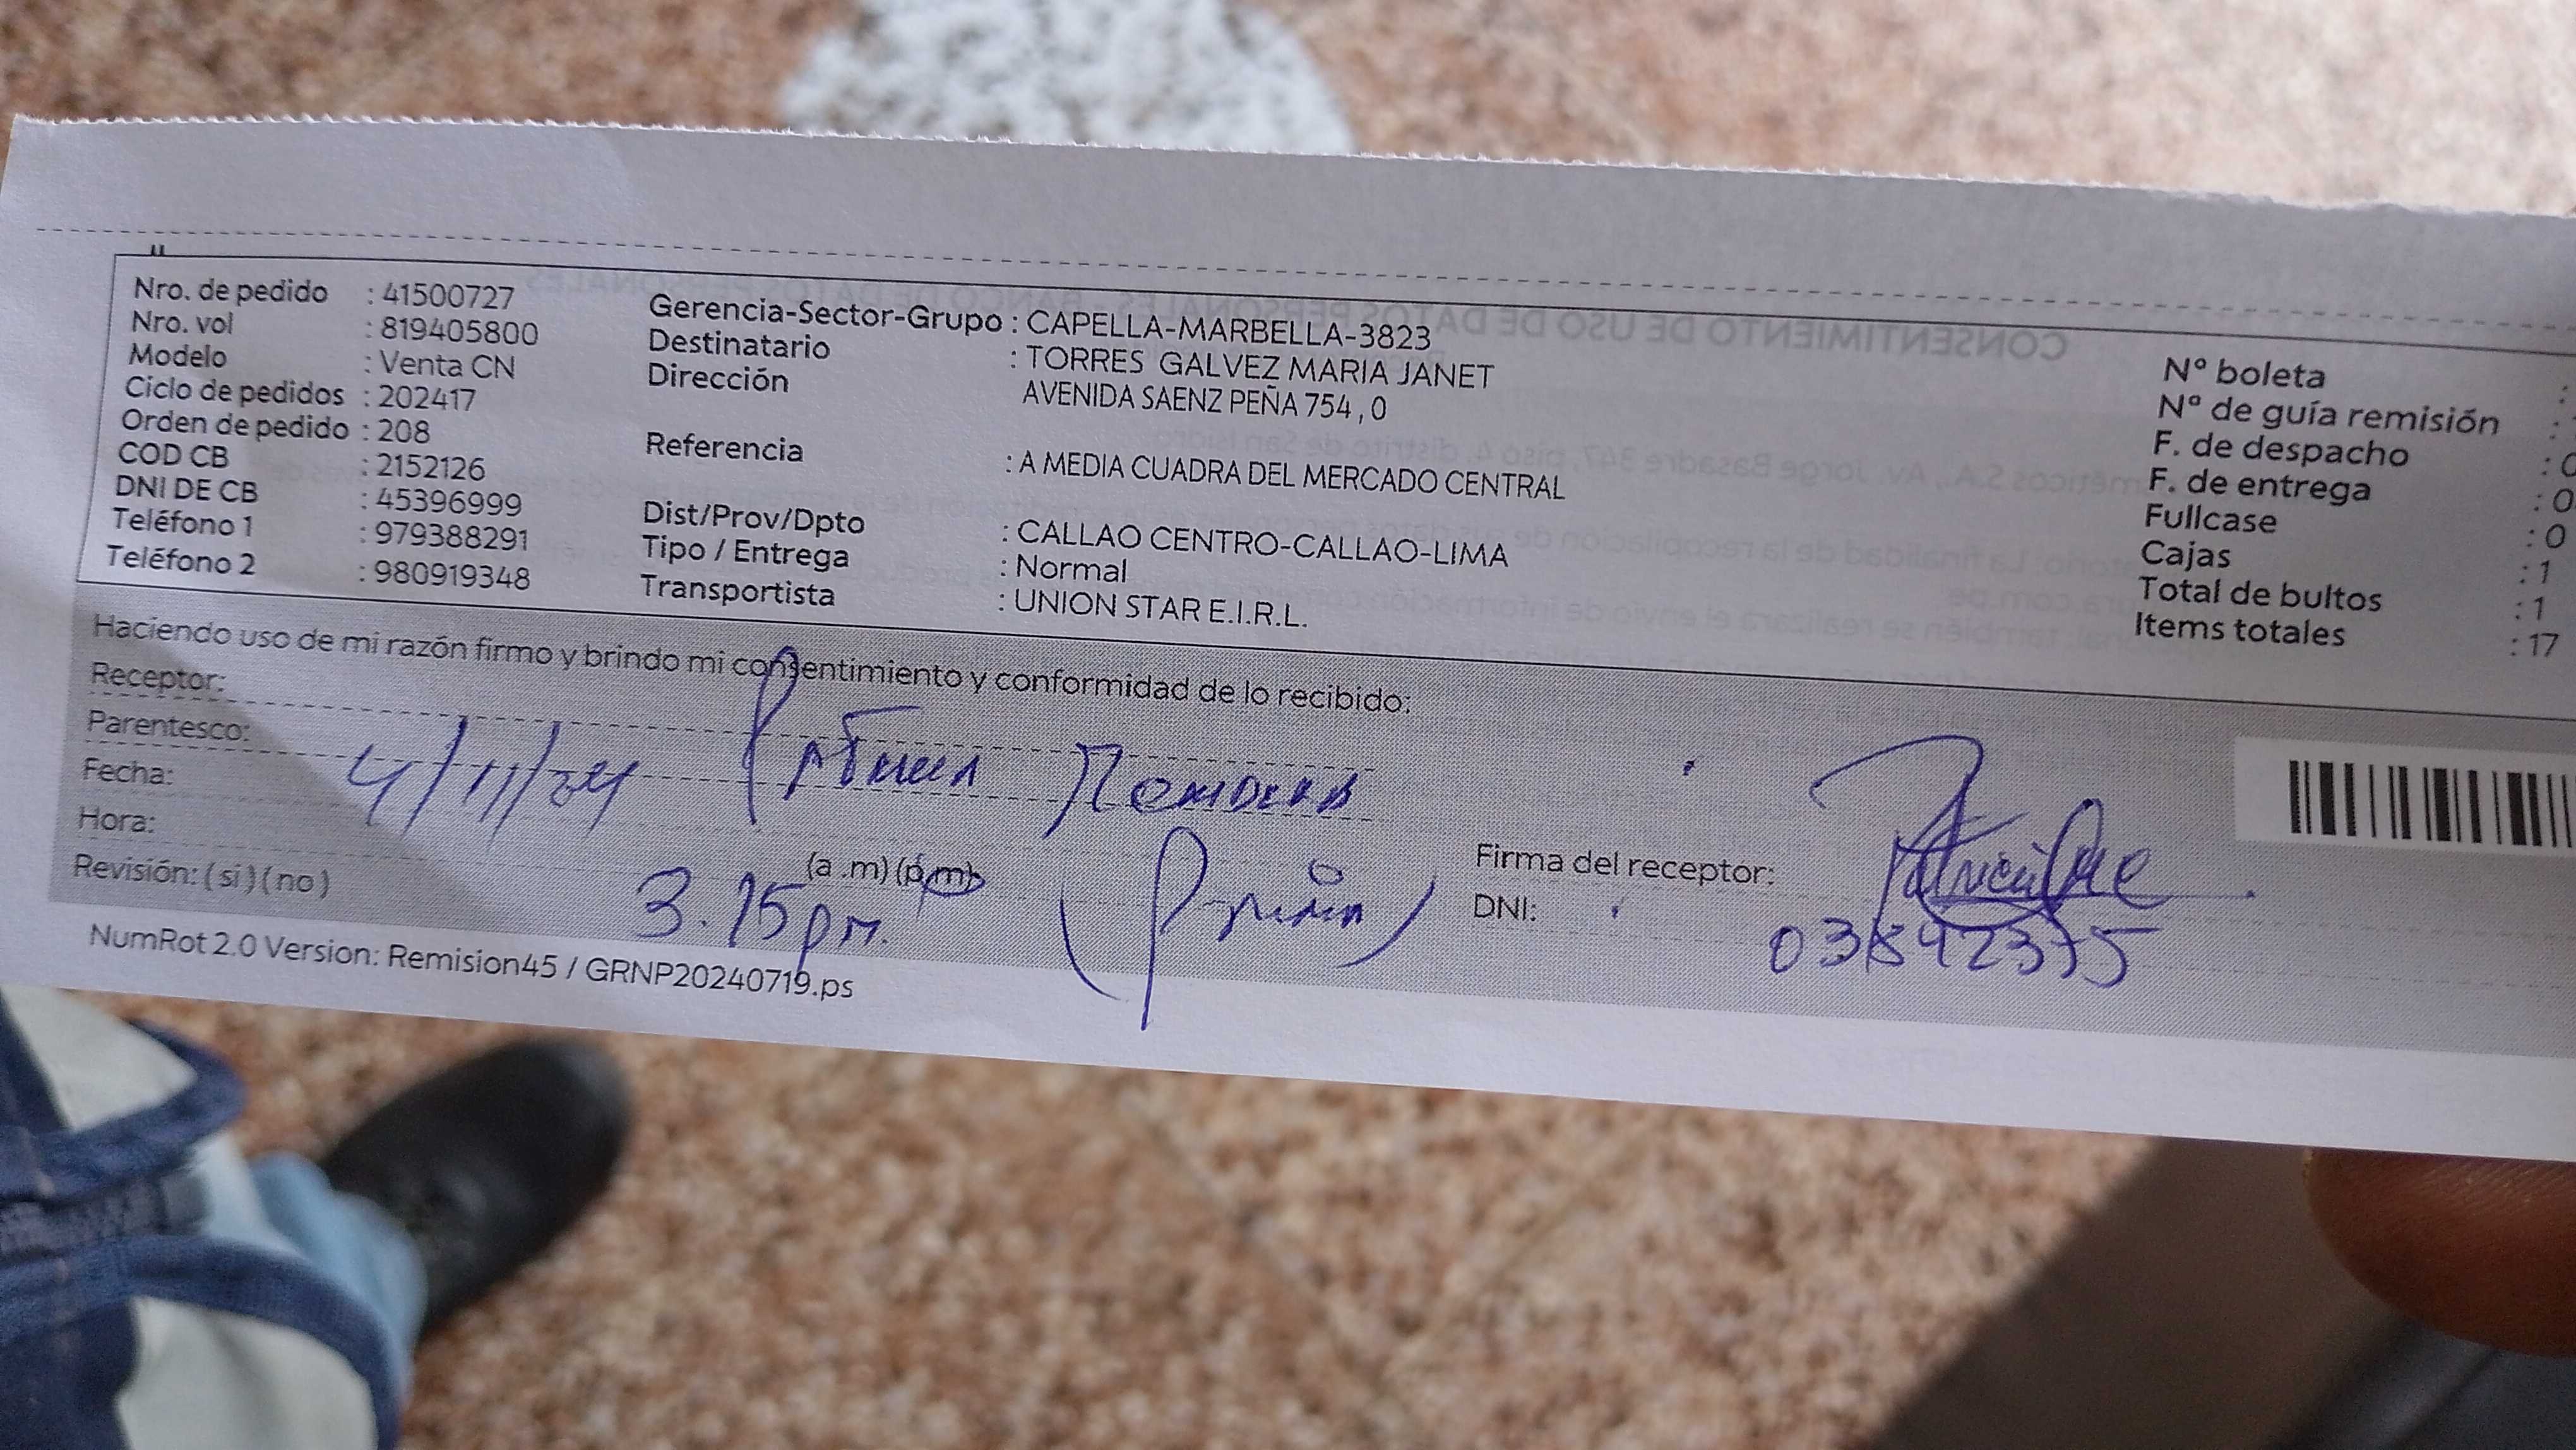 Nro. de pedido : 41500727
Nro. vol : 819405800
Modelo : Venta CN
Ciclo de pedidos : 202417
Orden de pedido : 208
COD CB : 2152126
DNI DE CB : 45396999
Teléfono 1 : 979388291
Teléfono 2 : 980919348
Gerencia-Sector-Grupo : CAPELLA-MARBELLA-3823
Destinatario : TORRES GALVEZ MARIA JANET
Dirección AVENIDA SAENZ PEÑA 754 , 0
Referencia : A MEDIA CUADRA DEL MERCADO CENTRAL
Dist/Prov/Dpto : CALLAO CENTRO-CALLAO-LIMA
Tipo / Entrega : Normal
Transportista : UNION STAR E.I.R.L.
Nº boleta :
Nº de guía remisión :
F. de despacho : 0
F. de entrega : 0
Fullcase : 0
Cajas : 1
Total de bultos : 1
Items totales : 17
Haciendo uso de mi razón firmo y brindo mi consentimiento y conformidad de lo recibido:
Receptor:
Parentesco:
Fecha: 4/11/24
Hora: (a .m) (p.m)
3.15 pm.
Revisión: ( si ) ( no )
Firma del receptor:
DNI:
NumRot 2.0 Version: Remision45 / GRNP20240719.ps